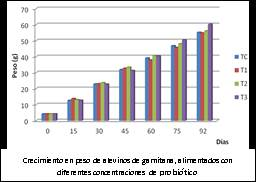 70
60
50
40
30
20
10
0
Peso (g)
0 15 30 45 60 75 92
Días
TC
T1
T2
T3
Crecimiento en peso de alevinos de gamitana, alimentados con
diferentes concentraciones de probiótico